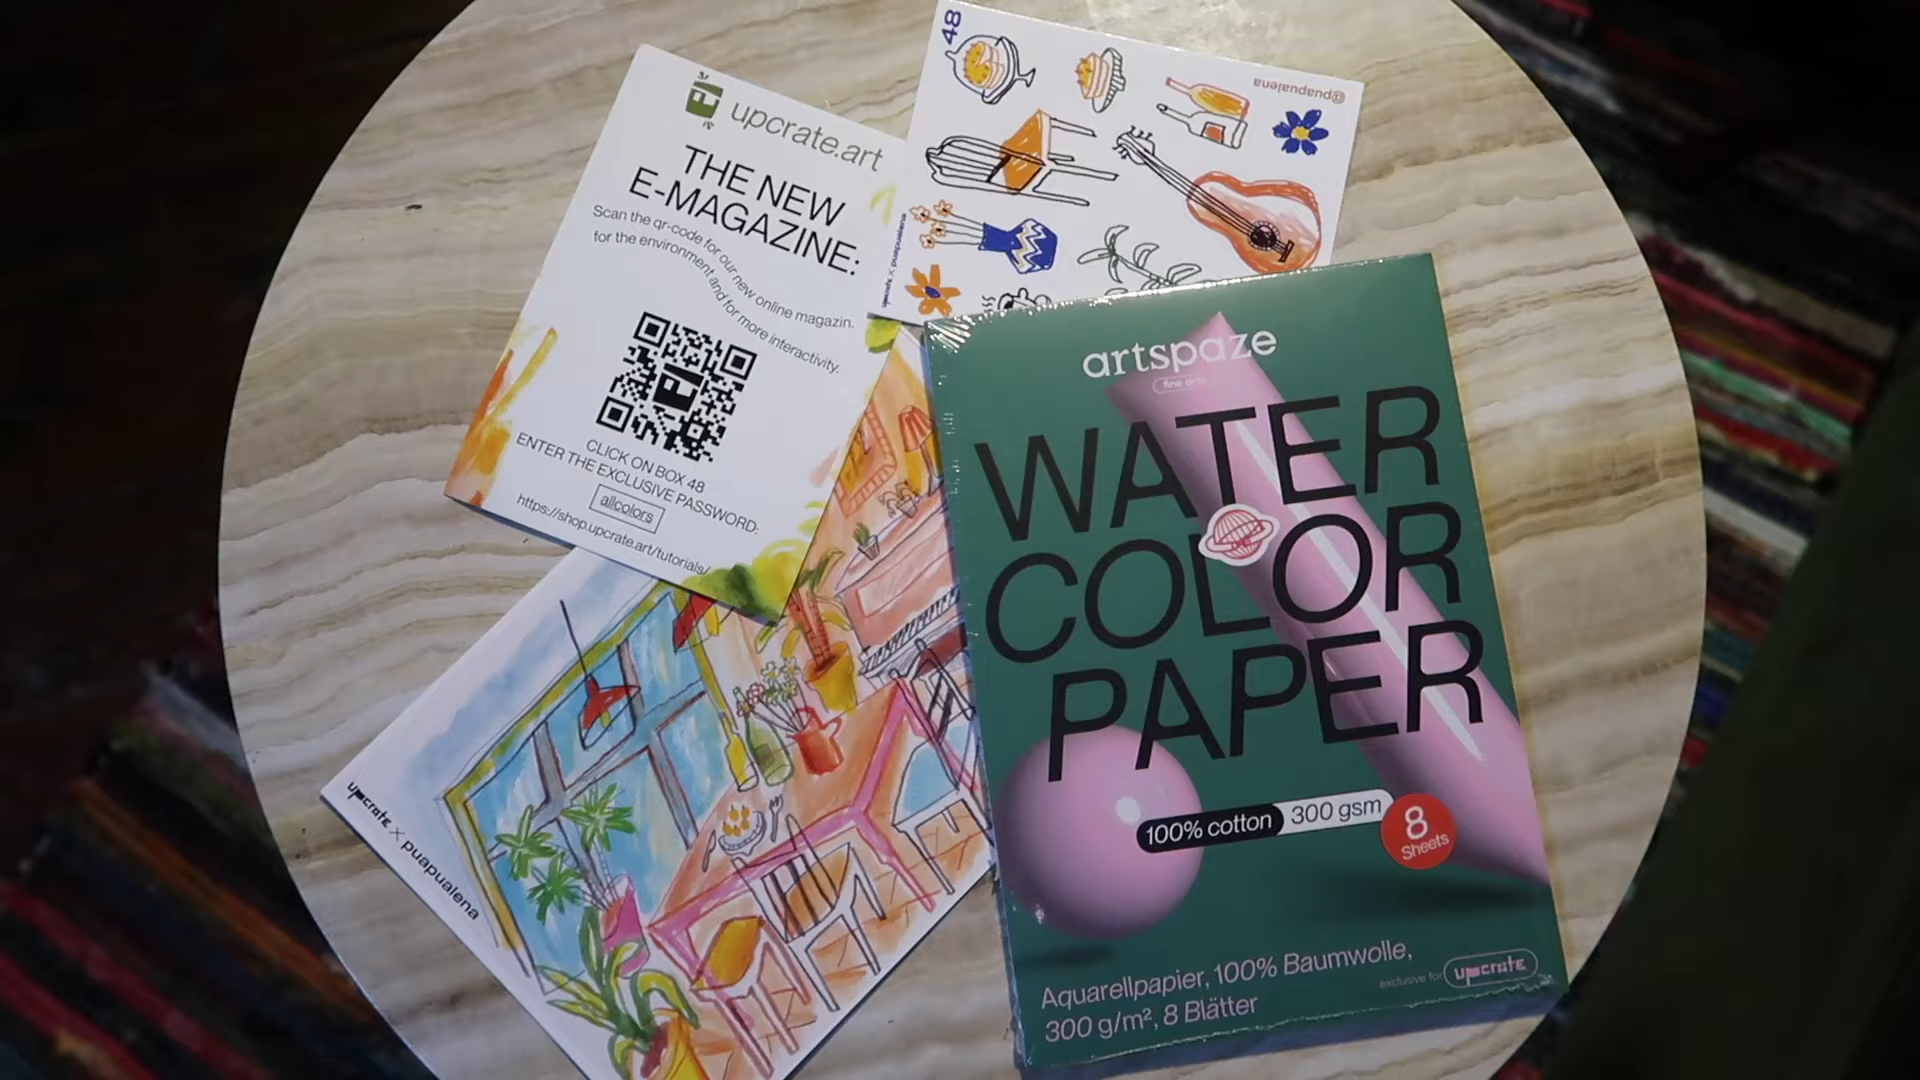 upcrate.art
THE NEW
E-MAGAZINE:
Scan the qr-code for our new online magazin.
for the environment and for more interactivity.
CLICK ON BOX 48
ENTER THE EXCLUSIVE PASSWORD:
allcolors
https://shop.upcrate.art/tutorials/
48
@puapualena
upcrate × puapualena
upcrate × puapualena
artspaze
fine arts
WATER
COLOR
PAPER
100% cotton 300 gsm
8
Sheets
Aquarellpapier, 100% Baumwolle,
300 g/m², 8 Blätter
exclusive for upcrate